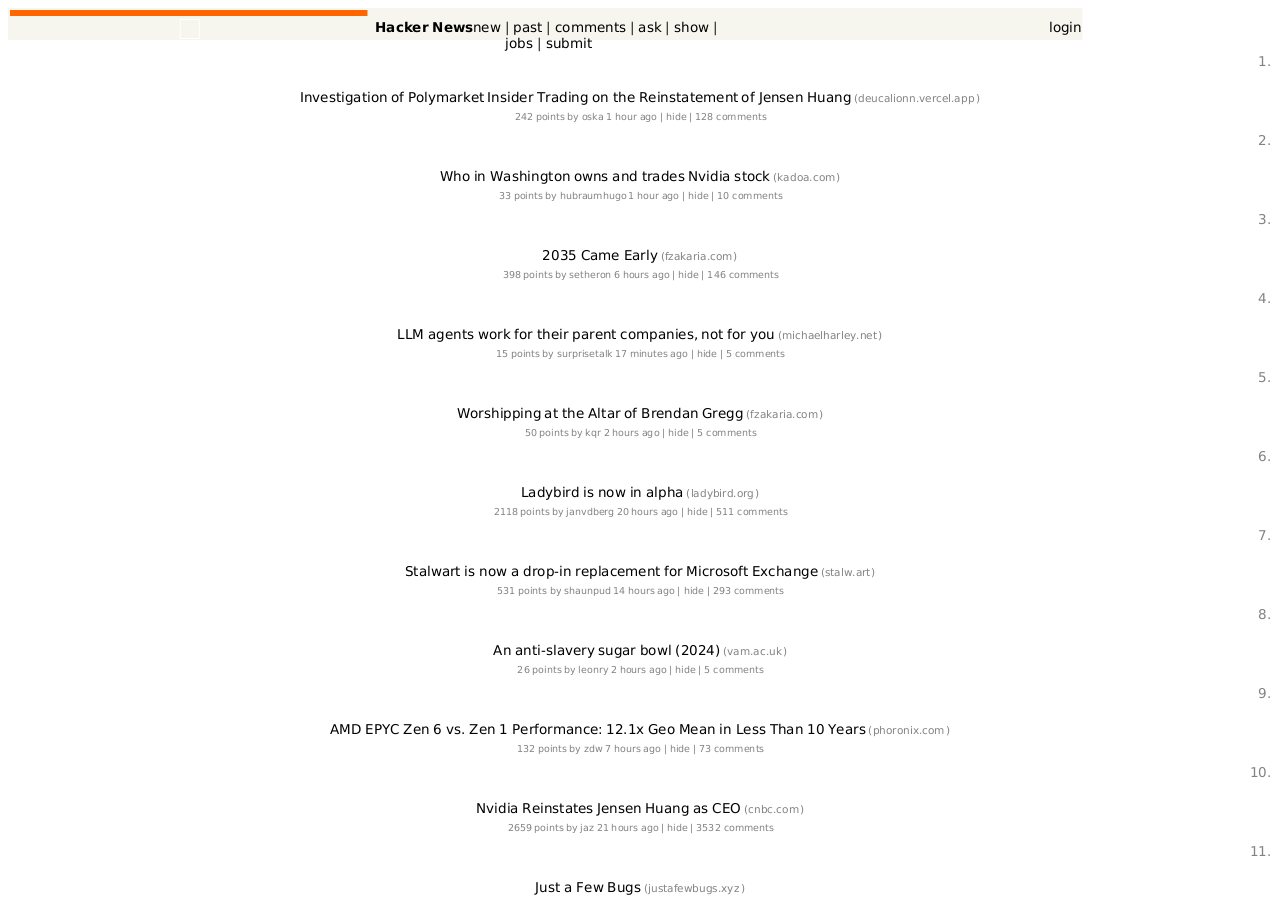 Hacker News new | past | comments | ask | show |
jobs | submit
login
1.
Investigation of Polymarket Insider Trading on the Reinstatement of Jensen Huang (deucalionn.vercel.app)
242 points by oska 1 hour ago | hide | 128 comments
2.
Who in Washington owns and trades Nvidia stock (kadoa.com)
33 points by hubraumhugo 1 hour ago | hide | 10 comments
3.
2035 Came Early (fzakaria.com)
398 points by setheron 6 hours ago | hide | 146 comments
4.
LLM agents work for their parent companies, not for you (michaelharley.net)
15 points by surprisetalk 17 minutes ago | hide | 5 comments
5.
Worshipping at the Altar of Brendan Gregg (fzakaria.com)
50 points by kqr 2 hours ago | hide | 5 comments
6.
Ladybird is now in alpha (ladybird.org)
2118 points by janvdberg 20 hours ago | hide | 511 comments
7.
Stalwart is now a drop-in replacement for Microsoft Exchange (stalw.art)
531 points by shaunpud 14 hours ago | hide | 293 comments
8.
An anti-slavery sugar bowl (2024) (vam.ac.uk)
26 points by leonry 2 hours ago | hide | 5 comments
9.
AMD EPYC Zen 6 vs. Zen 1 Performance: 12.1x Geo Mean in Less Than 10 Years (phoronix.com)
132 points by zdw 7 hours ago | hide | 73 comments
10.
Nvidia Reinstates Jensen Huang as CEO (cnbc.com)
2659 points by jaz 21 hours ago | hide | 3532 comments
11.
Just a Few Bugs (justafewbugs.xyz)